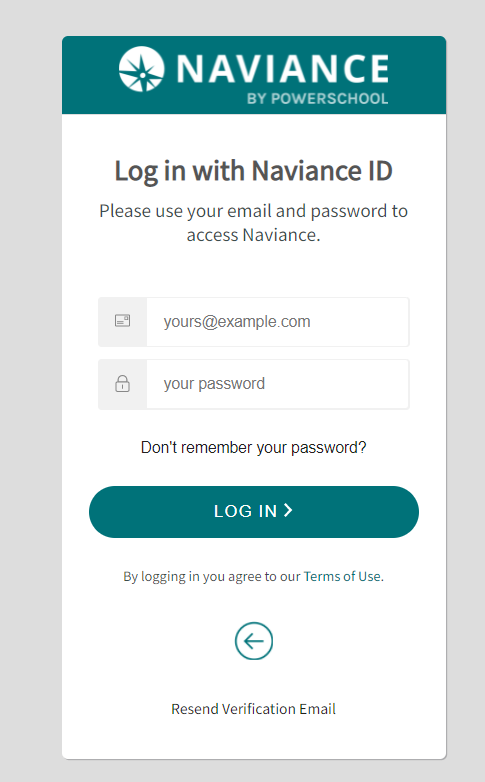 NAVIANCE
BY POWERSCHOOL
Log in with Naviance ID
Please use your email and password to
access Naviance.
yours@example.com
your password
Don't remember your password?
LOG IN
By logging in you agree to our Terms of Use.
Resend Verification Email